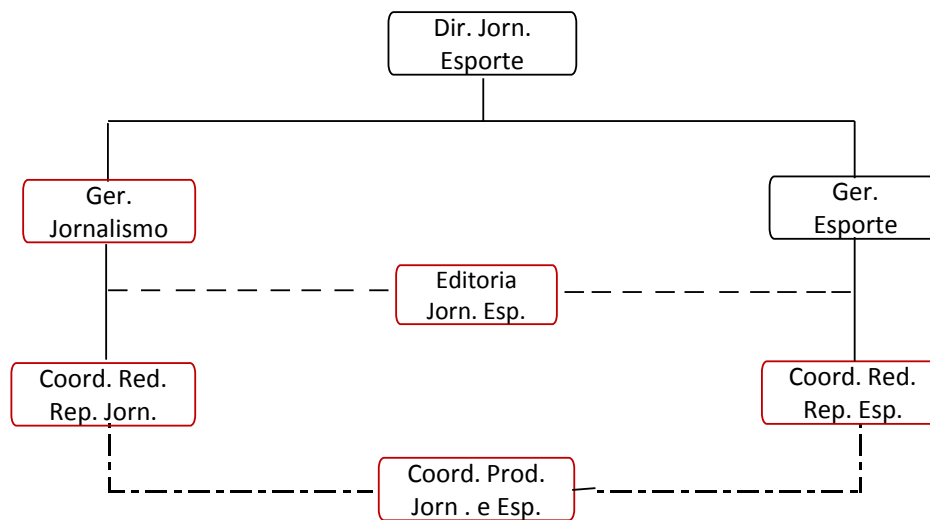 Dir. Jorn.
Esporte
Ger.
Jornalismo
Ger.
Esporte
Editoria
Jorn. Esp.
Coord. Red.
Rep. Jorn.
Coord. Red.
Rep. Esp.
Coord. Prod.
Jorn . e Esp.